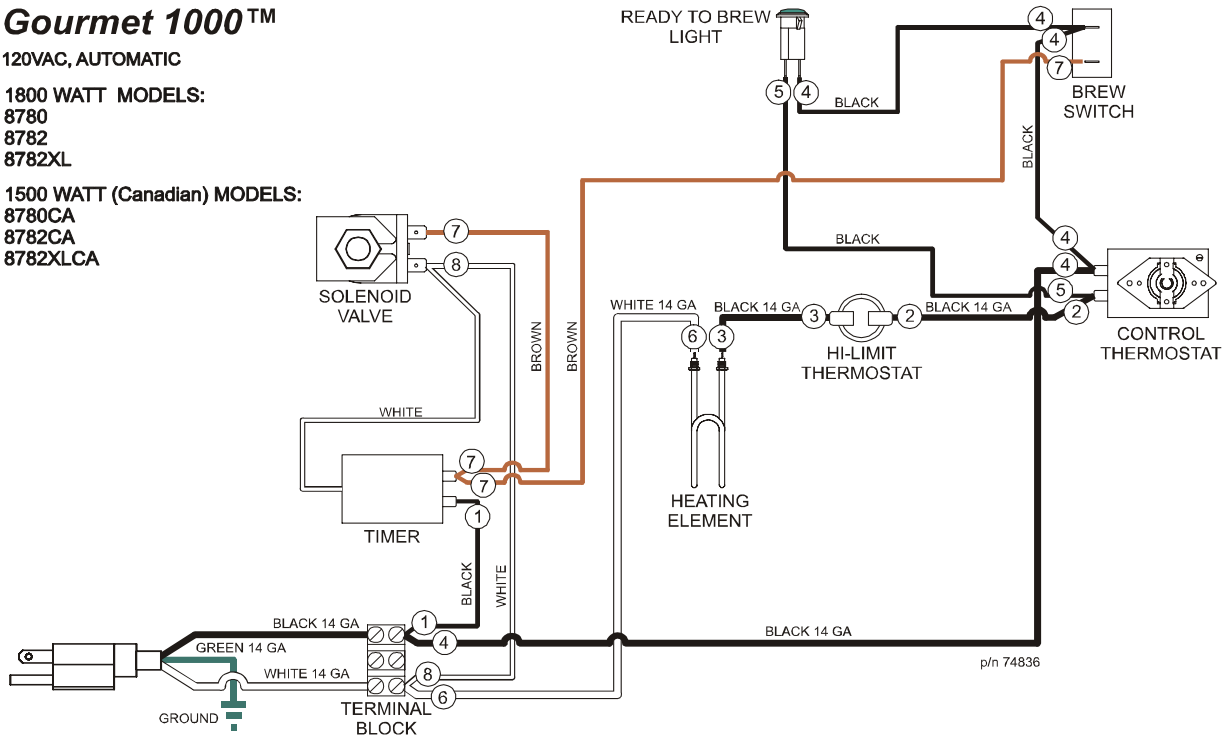 Gourmet 1000™
120VAC, AUTOMATIC
1800 WATT MODELS:
8780
8782
8782XL
1500 WATT (Canadian) MODELS:
8780CA
8782CA
8782XLCA
READY TO BREW
LIGHT
5
4
BLACK
4
4
7
BREW
SWITCH
BLACK
BLACK
7
8
SOLENOID
VALVE
BROWN
BROWN
WHITE
4
4
5
2
CONTROL
THERMOSTAT
WHITE 14 GA
BLACK 14 GA
3
2
BLACK 14 GA
6
3
HI-LIMIT
THERMOSTAT
HEATING
ELEMENT
7
7
1
TIMER
BLACK
WHITE
BLACK 14 GA
1
4
BLACK 14 GA
GREEN 14 GA
WHITE 14 GA
8
6
GROUND
TERMINAL
BLOCK
p/n 74836